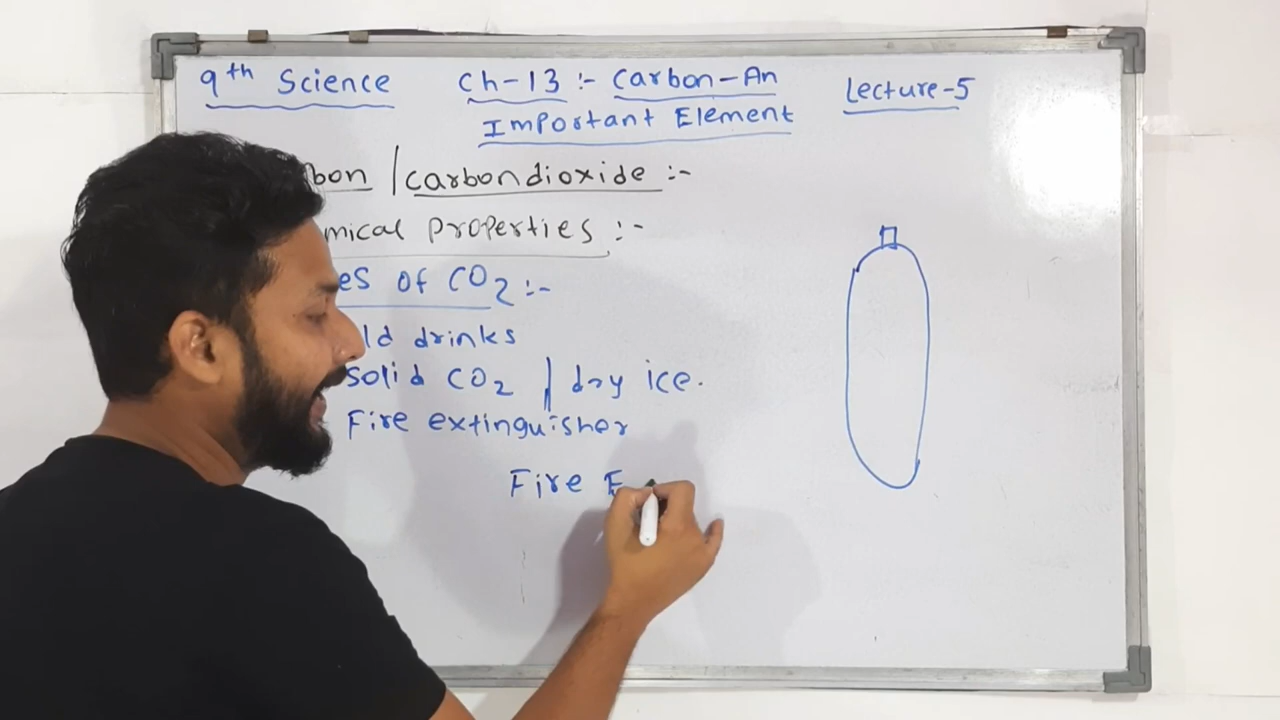 9th Science Ch-13 :- Carbon-An Lecture-5
Important Element
bon / carbondioxide :-
mical properties :-
es of CO2 :-
ld drinks
solid CO2 / dry ice.
Fire extinguisher
Fire E